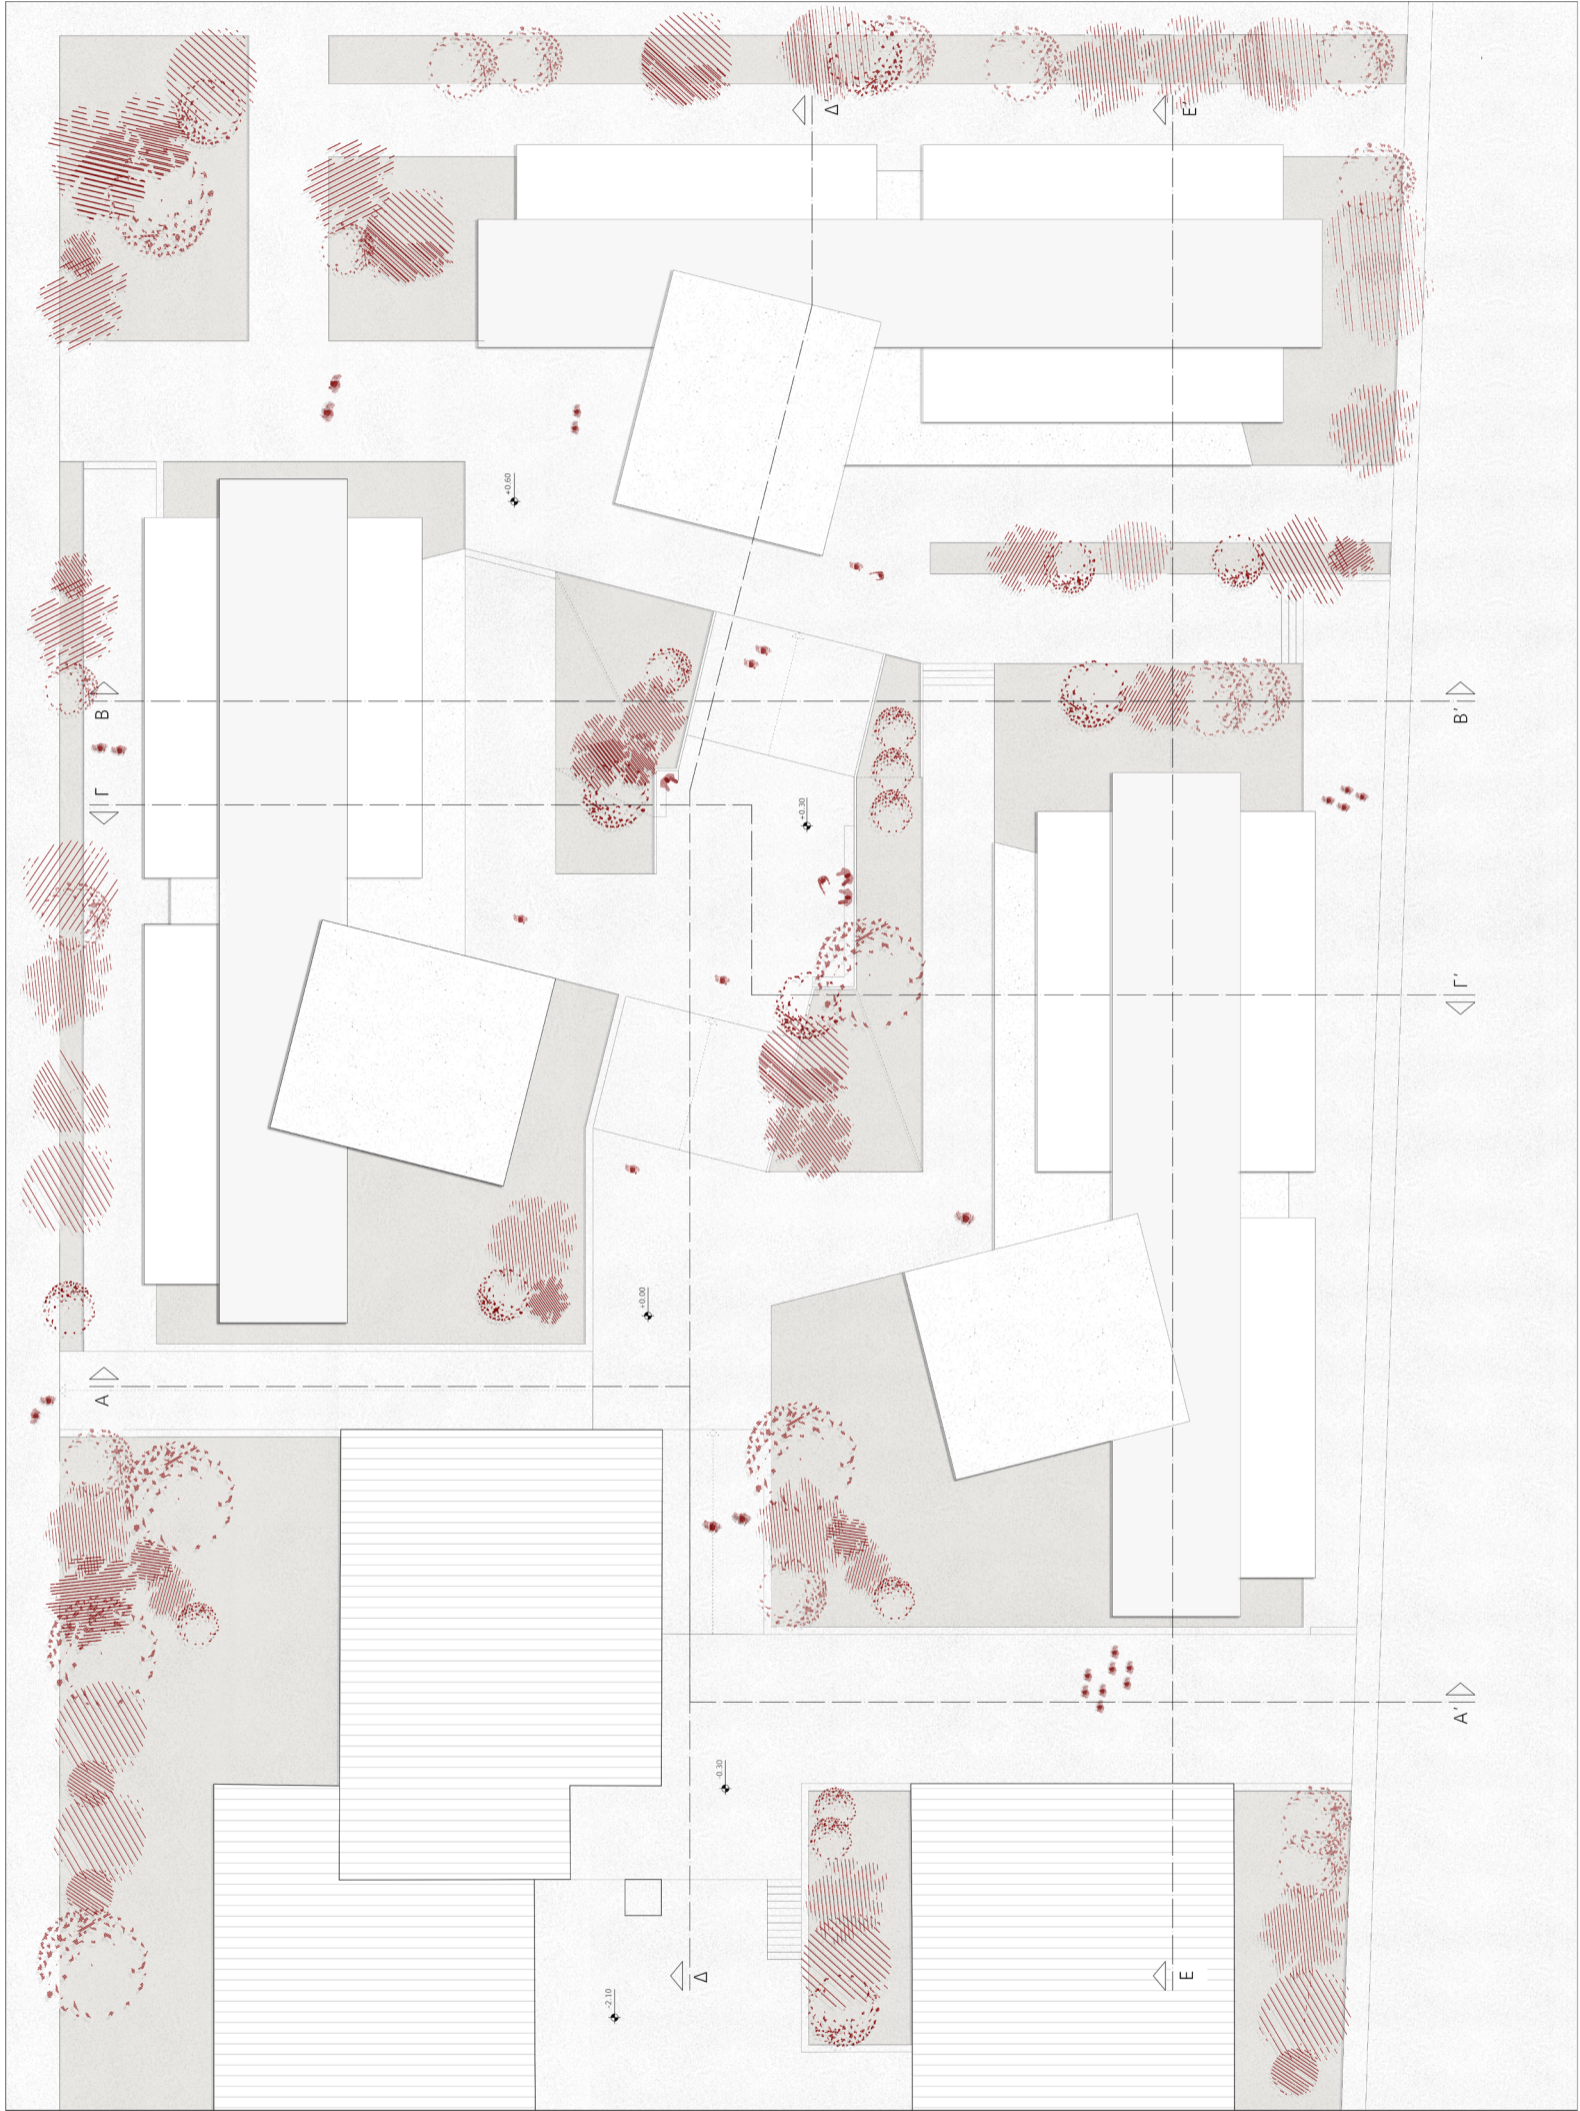 Δ'
Ε'
+0.60
Β
Β'
Γ
+0.30
Γ'
+0.00
Α
Α'
-0.30
Δ
Ε
-2.10